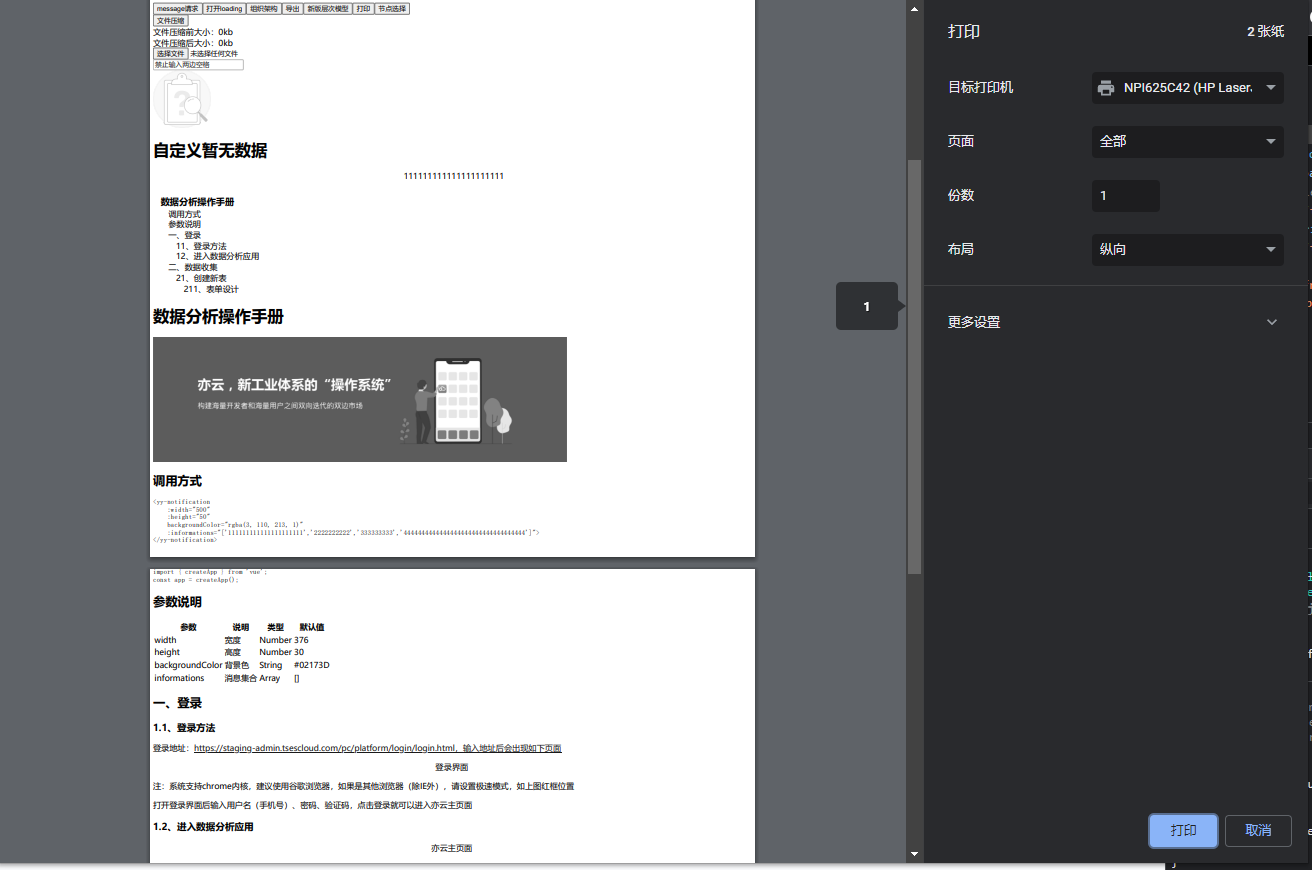 message请求 打开loading 组织架构 导出 新版层次模型 打印 节点选择
文件压缩
文件压缩前大小：0kb
文件压缩后大小：0kb
选择文件 未选择任何文件
禁止输入两边空格
自定义暂无数据
数据分析操作手册
调用方式
参数说明
一、登录
11、登录方法
12、进入数据分析应用
二、数据收集
21、创建新表
211、表单设计
数据分析操作手册
亦云，新工业体系的“操作系统”
构建海量开发者和海量用户之间双向迭代的双边市场
调用方式
<yy-notification
:width="500"
:height="50"
backgroundColor="rgba(3, 110, 213, 1)"
</yy-notification>
import { createApp } from 'vue';
const app = createApp();
参数说明
参数 说明 类型 默认值
width 宽度 Number 376
height 高度 Number 30
backgroundColor 背景色 String #02173D
informations 消息集合 Array []
一、登录
1.1、登录方法
登录地址：https://staging-admin.tsescloud.com/pc/platform/login/login.html，输入地址后会出现如下页面
登录界面
注：系统支持chrome内核，建议使用谷歌浏览器，如果是其他浏览器（除IE外），请设置极速模式，如上图红框位置
打开登录界面后输入用户名（手机号）、密码、验证码，点击登录就可以进入亦云主页面
1.2、进入数据分析应用
亦云主页面
1
打印 2 张纸
目标打印机 NPI625C42 (HP Laser
页面 全部
份数 1
布局 纵向
更多设置
打印 取消